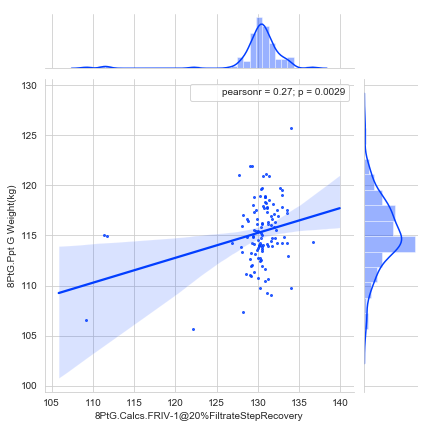 pearsonr = 0.27; p = 0.0029
130
125
120
115
110
105
100
8PtG.Ppt G Weight(kg)
105 110 115 120 125 130 135 140
8PtG.Calcs.FRIV-1@20%FiltrateStepRecovery